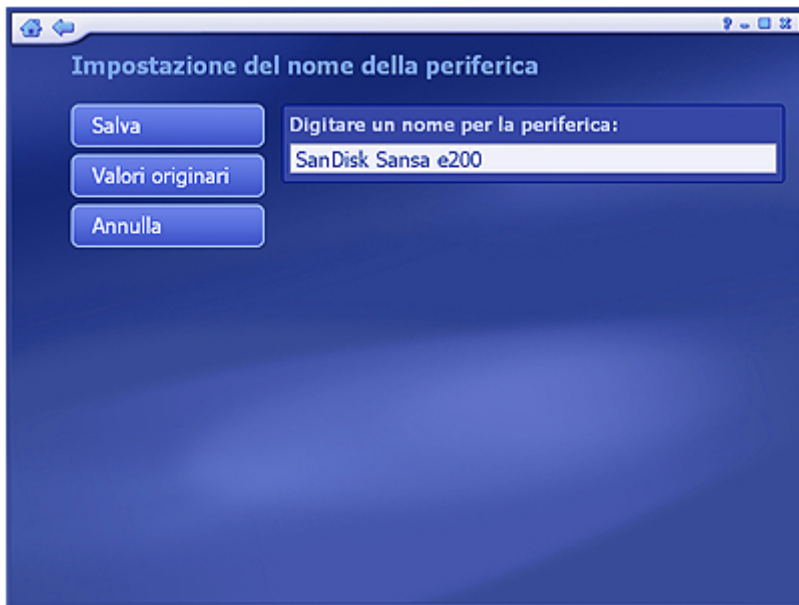 Impostazione del nome della periferica
Salva
Digitare un nome per la periferica:
SanDisk Sansa e200
Valori originari
Annulla